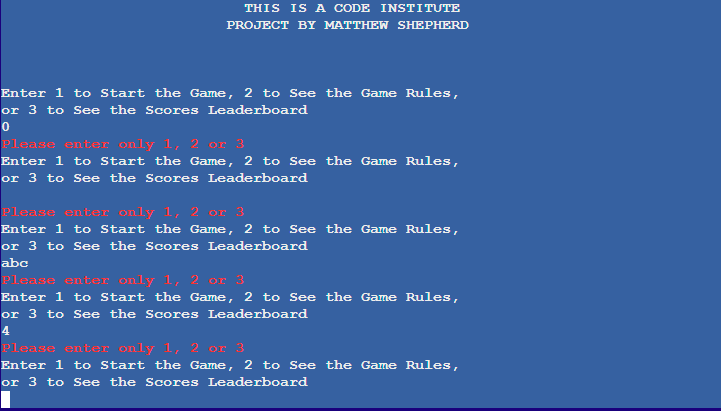 THIS IS A CODE INSTITUTE
PROJECT BY MATTHEW SHEPHERD
Enter 1 to Start the Game, 2 to See the Game Rules,
or 3 to See the Scores Leaderboard
0
Please enter only 1, 2 or 3
Enter 1 to Start the Game, 2 to See the Game Rules,
or 3 to See the Scores Leaderboard
Please enter only 1, 2 or 3
Enter 1 to Start the Game, 2 to See the Game Rules,
or 3 to See the Scores Leaderboard
abc
Please enter only 1, 2 or 3
Enter 1 to Start the Game, 2 to See the Game Rules,
or 3 to See the Scores Leaderboard
4
Please enter only 1, 2 or 3
Enter 1 to Start the Game, 2 to See the Game Rules,
or 3 to See the Scores Leaderboard